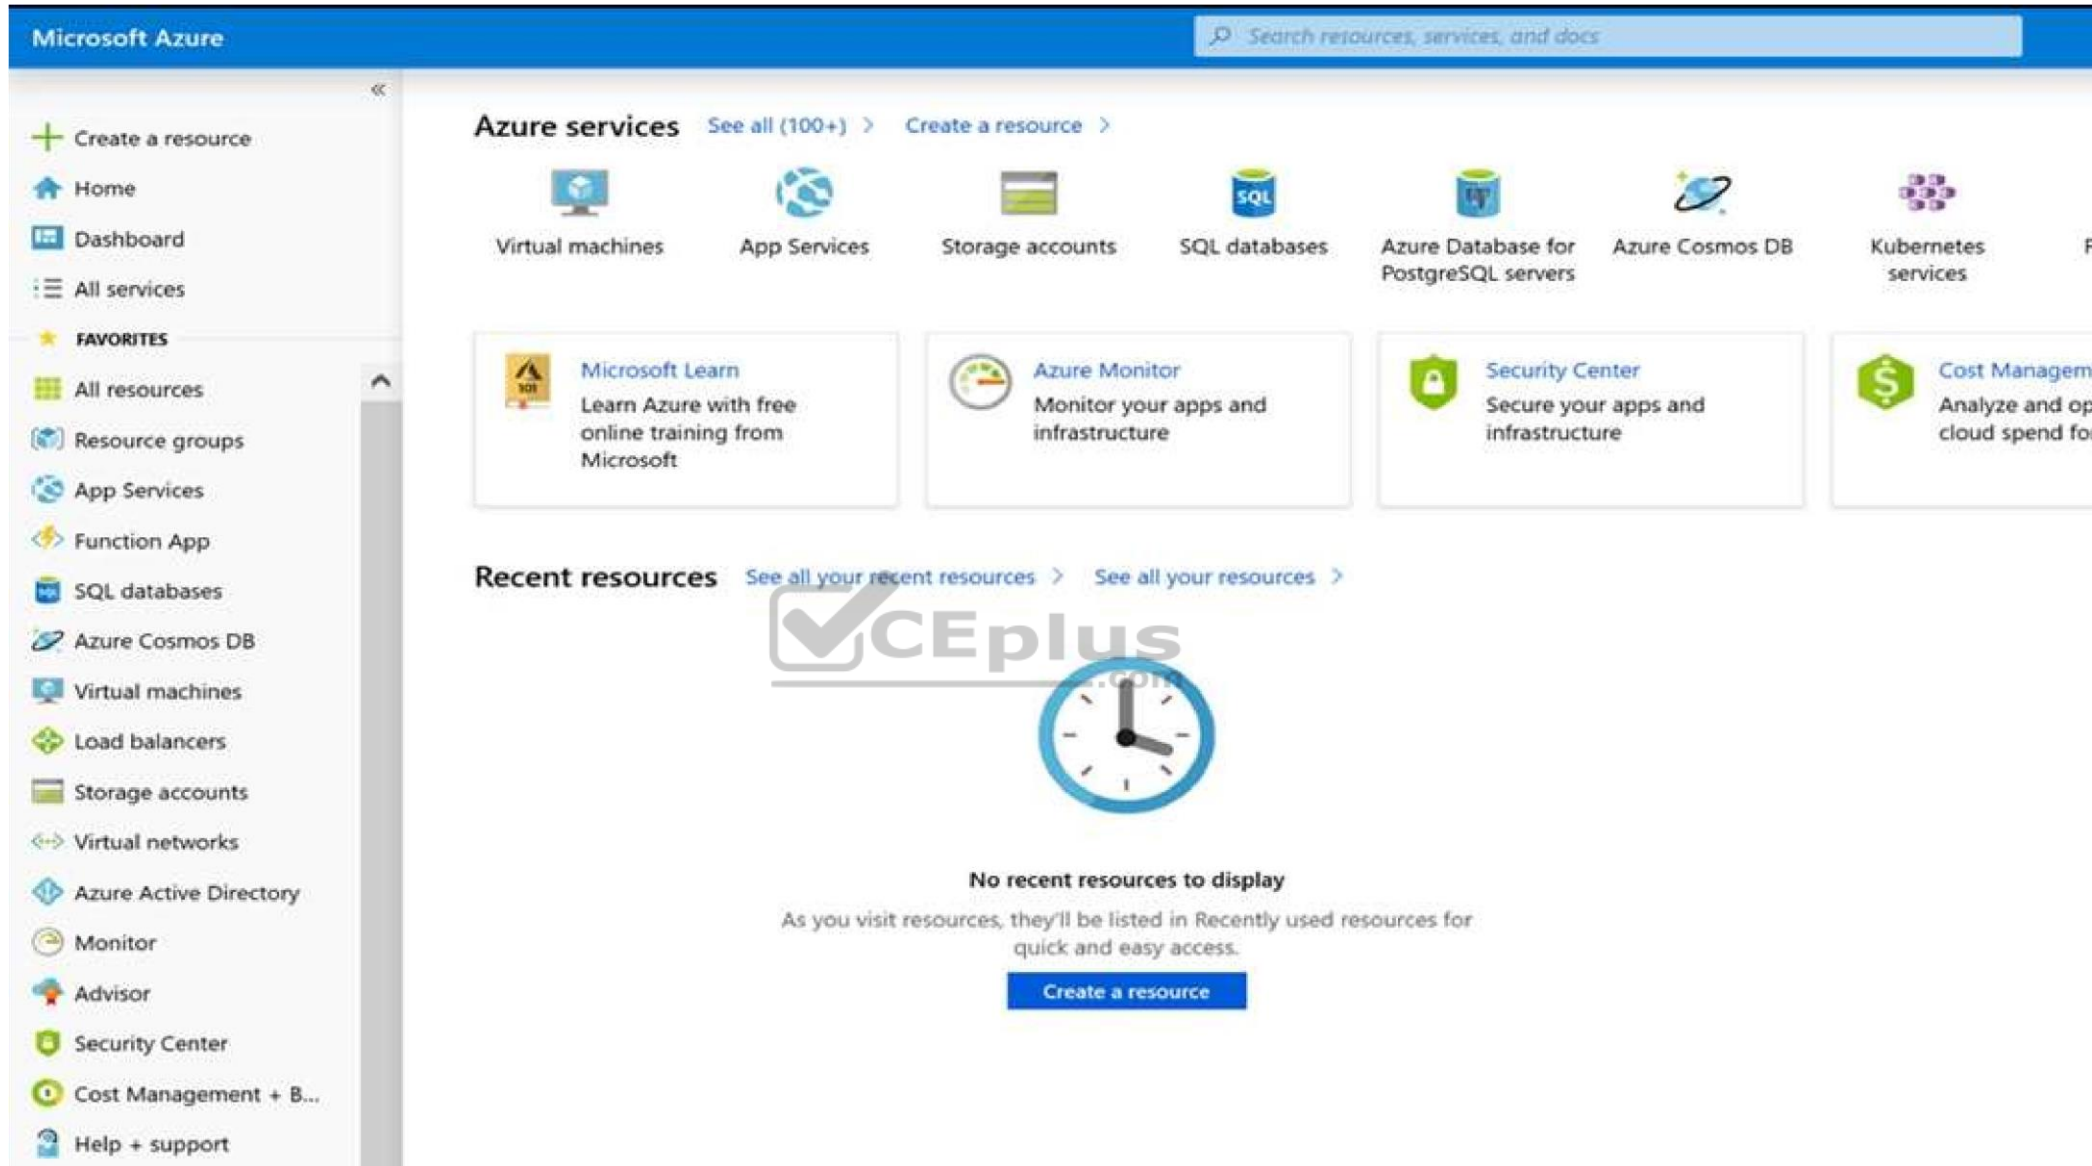 Microsoft Azure
Search resources, services, and docs
«
Create a resource
Home
Dashboard
All services
FAVORITES
All resources
Resource groups
App Services
Function App
SQL databases
Azure Cosmos DB
Virtual machines
Load balancers
Storage accounts
Virtual networks
Azure Active Directory
Monitor
Advisor
Security Center
Cost Management + B...
Help + support
Azure services See all (100+) > Create a resource >
Virtual machines
App Services
Storage accounts
SQL
SQL databases
Azure Database for
PostgreSQL servers
Azure Cosmos DB
Kubernetes
services
101
Microsoft Learn
Learn Azure with free
online training from
Microsoft
Azure Monitor
Monitor your apps and
infrastructure
Security Center
Secure your apps and
infrastructure
$
Cost Managem
Analyze and op
cloud spend for
Recent resources See all your recent resources > See all your resources >
CEplus
.com
No recent resources to display
As you visit resources, they'll be listed in Recently used resources for
quick and easy access.
Create a resource